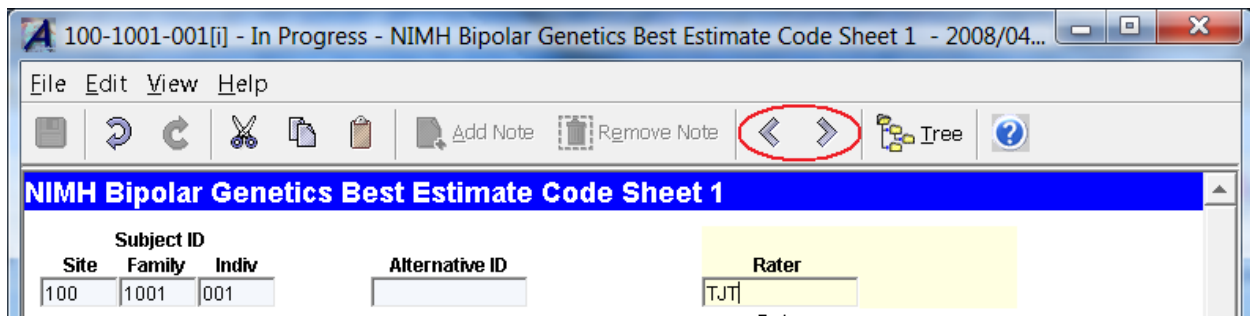 100-1001-001[i] - In Progress - NIMH Bipolar Genetics Best Estimate Code Sheet 1 - 2008/04...
File Edit View Help
Add Note Remove Note Tree
NIMH Bipolar Genetics Best Estimate Code Sheet 1
Subject ID
Site Family Indiv Alternative ID Rater
100 1001 001 TJT